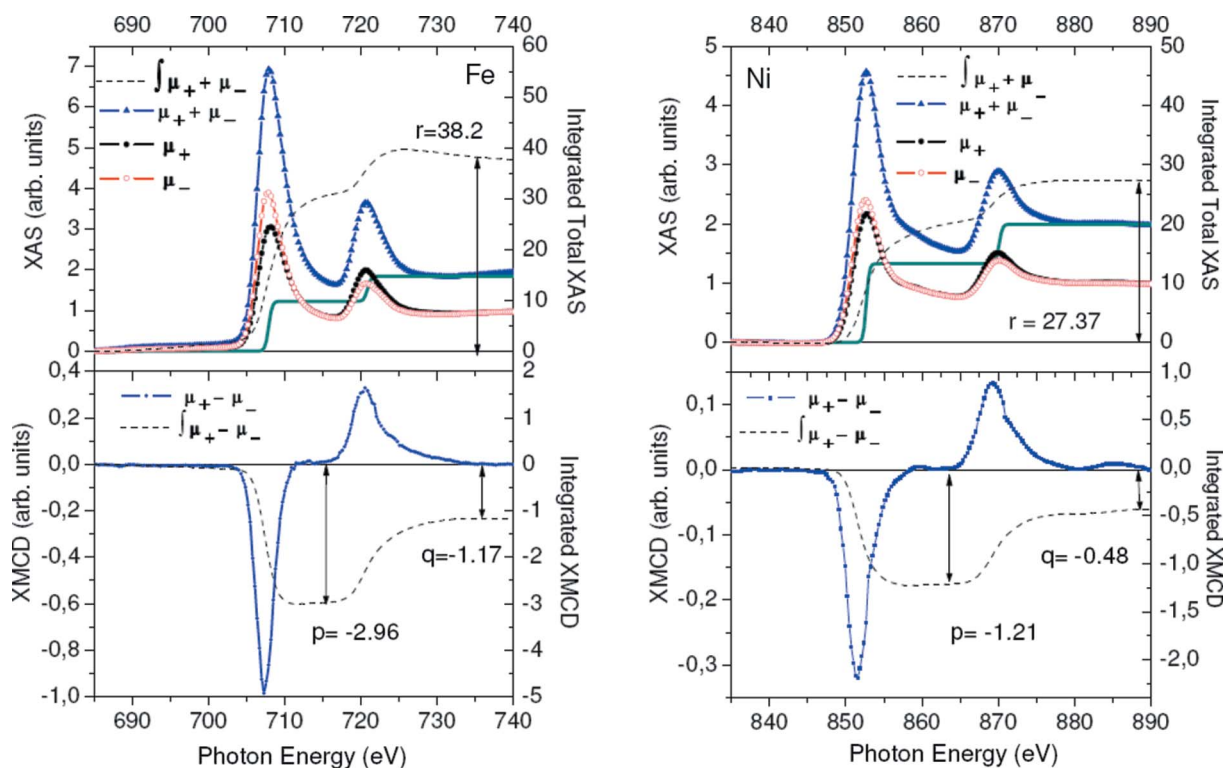 690 700 710 720 730 740
7
6
5
4
3
2
1
0
XAS (arb. units)
60
50
40
30
20
10
0
Integrated Total XAS
Fe
∫ μ+ + μ−
μ+ + μ−
μ+
μ−
r=38.2
0,4
0,2
0,0
-0,2
-0,4
-0,6
-0,8
-1,0
XMCD (arb. units)
2
1
0
-1
-2
-3
-4
-5
Integrated XMCD
μ+ − μ−
∫ μ+ − μ−
q=-1.17
p= -2.96
690 700 710 720 730 740
Photon Energy (eV)
840 850 860 870 880 890
5
4
3
2
1
0
XAS (arb. units)
50
40
30
20
10
0
Integrated Total XAS
Ni
∫ μ+ + μ−
μ+ + μ−
μ+
μ−
r = 27.37
0,1
0,0
-0,1
-0,2
-0,3
XMCD (arb. units)
1,0
0,5
0,0
-0,5
-1,0
-1,5
-2,0
Integrated XMCD
μ+ − μ−
∫ μ+ − μ−
q= -0.48
p= -1.21
840 850 860 870 880 890
Photon Energy (eV)